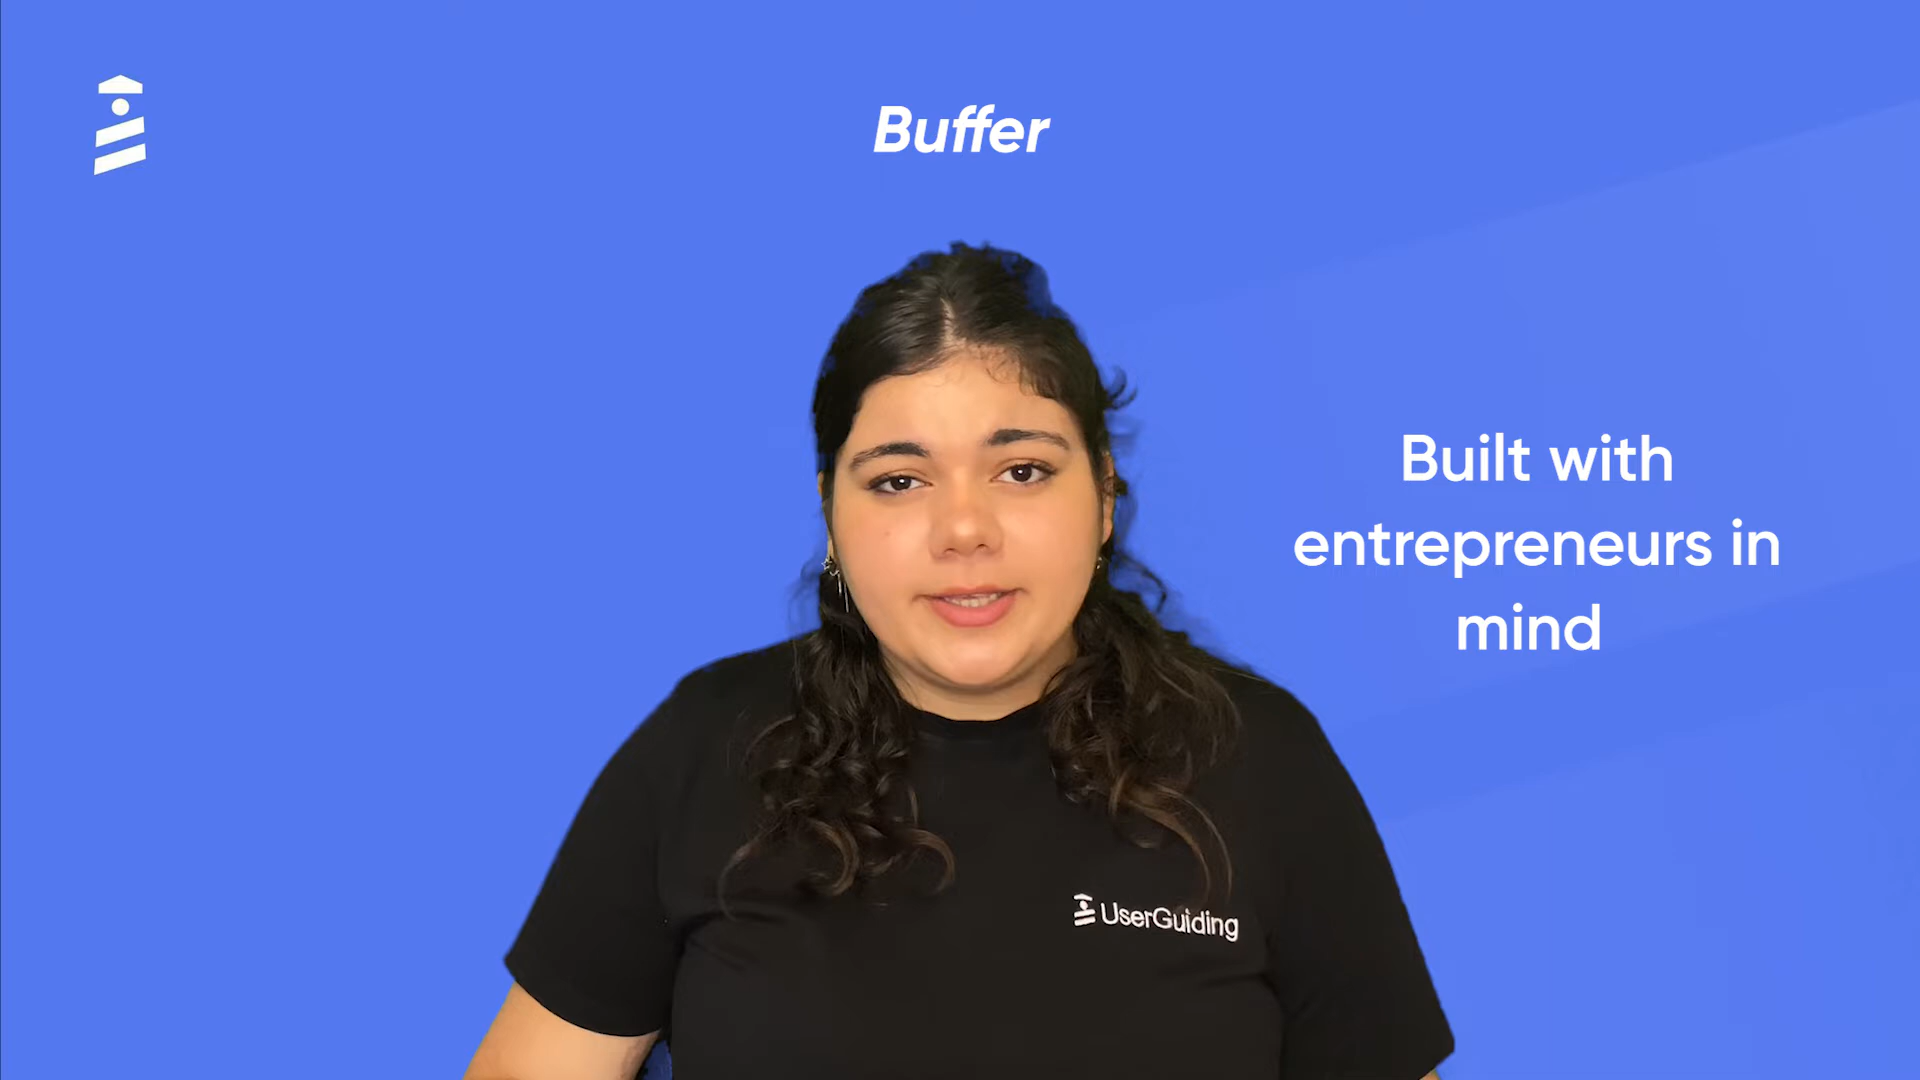 Buffer
Built with
entrepreneurs in
mind
UserGuiding